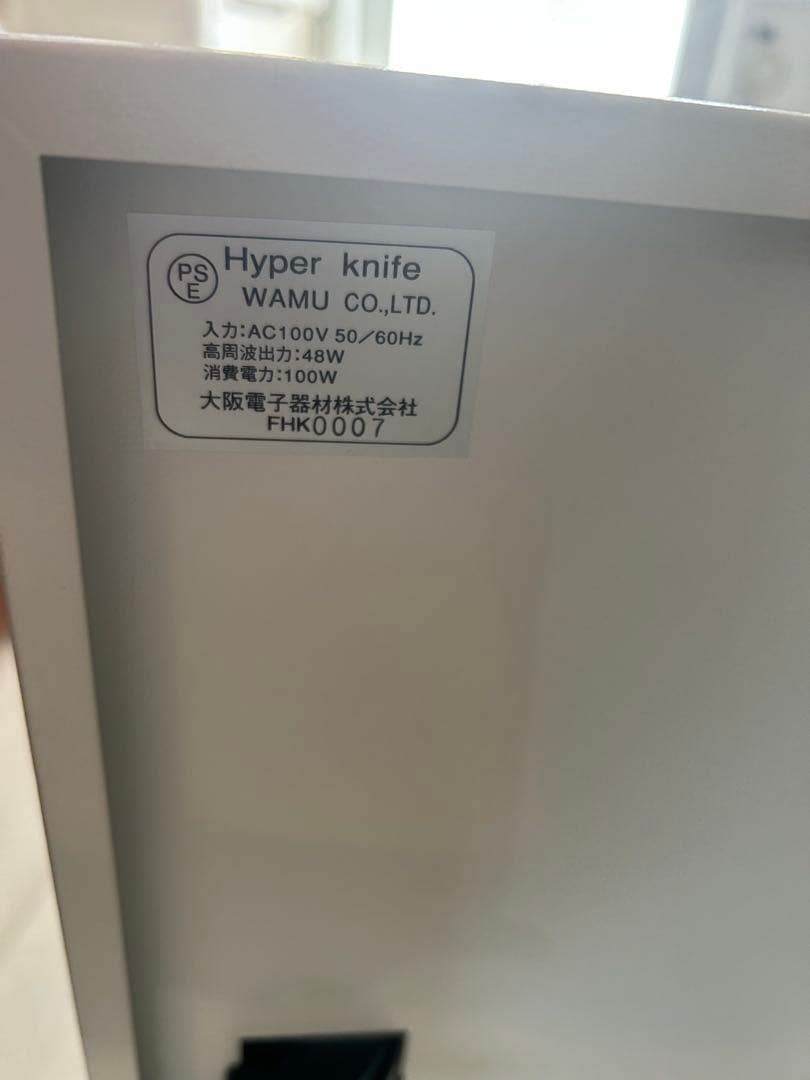 PS
E
Hyper knife
WAMU CO.,LTD.
入力:AC100V 50/60Hz
高周波出力:48W
消費電力:100W
大阪電子器材株式会社
FHK0007